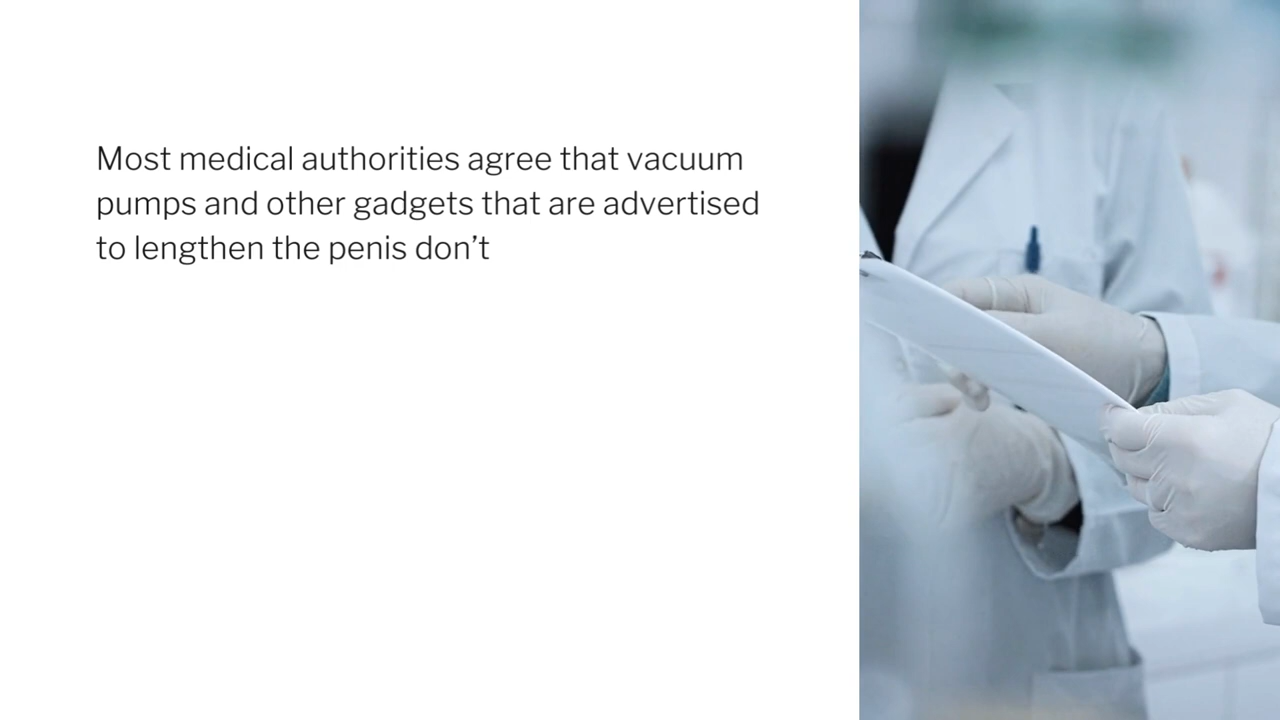 Most medical authorities agree that vacuum
pumps and other gadgets that are advertised
to lengthen the penis don’t